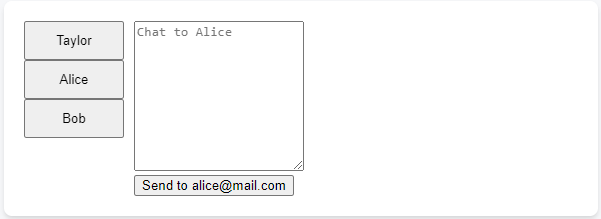 Taylor
Alice
Bob
Chat to Alice
Send to alice@mail.com